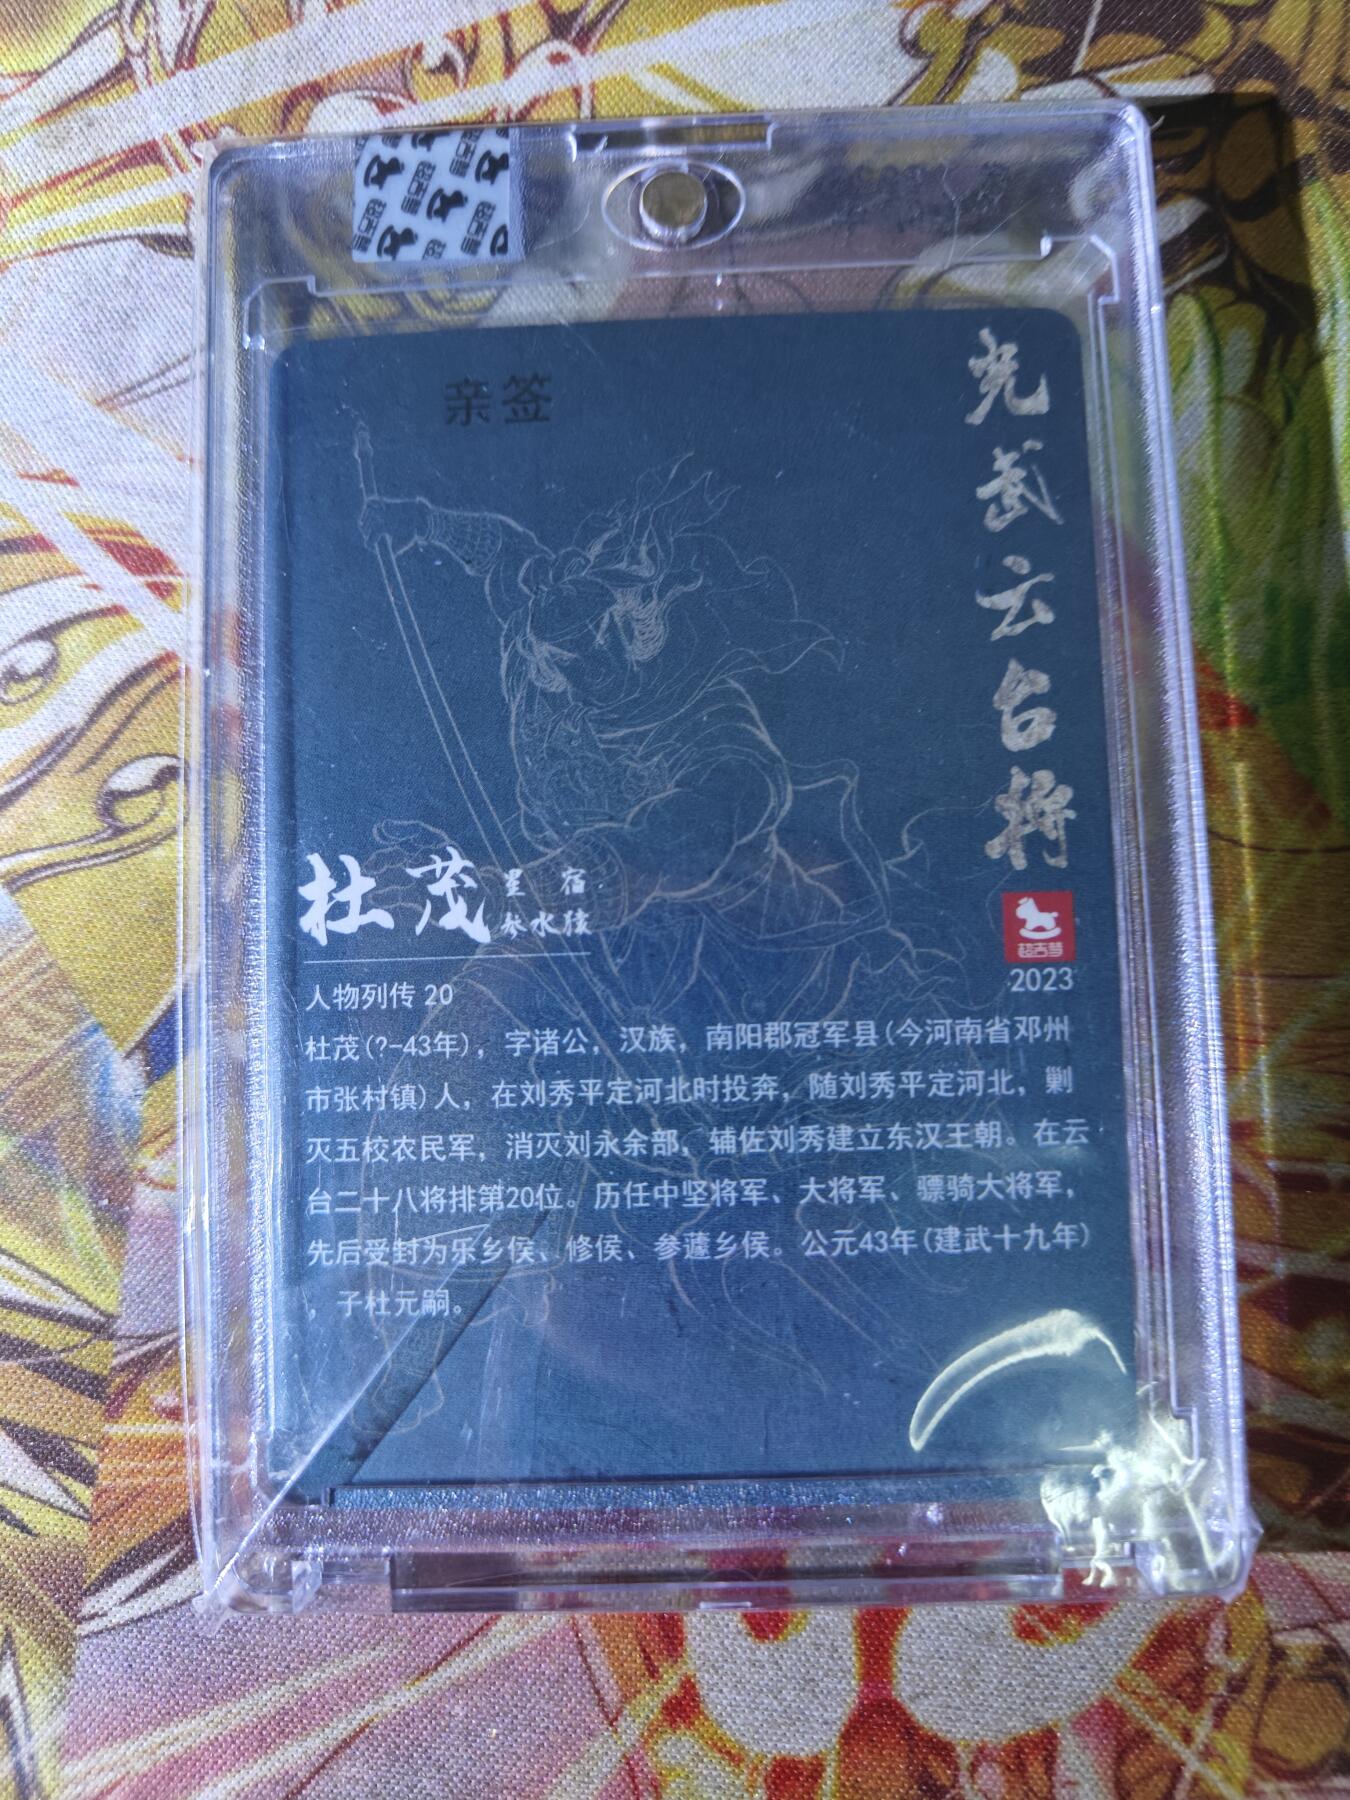 超古梦
亲签
光武云台将
超古梦
2023
杜茂
星宿
参水猿
人物列传 20
杜茂(?-43年)，字诸公，汉族，南阳郡冠军县(今河南省邓州
市张村镇)人，在刘秀平定河北时投奔，随刘秀平定河北，剿
灭五校农民军，消灭刘永余部，辅佐刘秀建立东汉王朝。在云
台二十八将排第20位。历任中坚将军、大将军、骠骑大将军，
先后受封为乐乡侯、修侯、参蘧乡侯。公元43年(建武十九年)
，子杜元嗣。